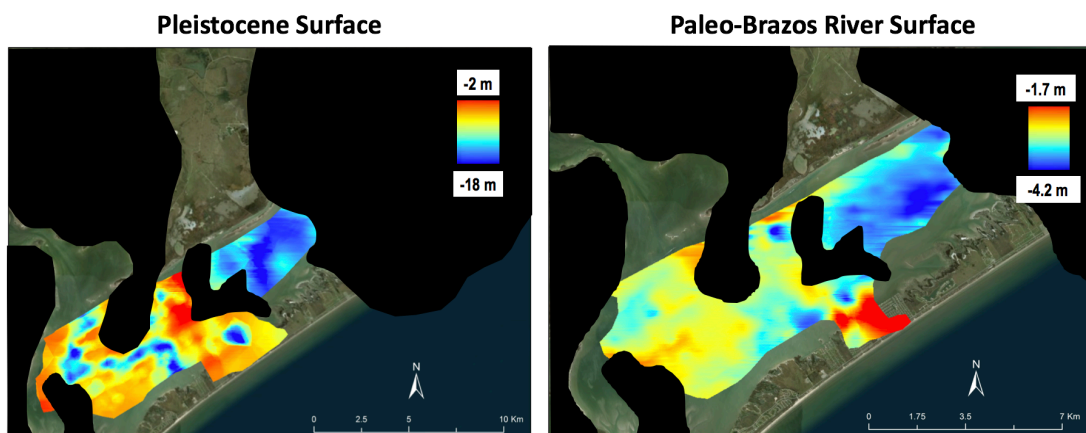 Pleistocene Surface
-2 m
-18 m
N
0 2.5 5 10 Km
Paleo-Brazos River Surface
-1.7 m
-4.2 m
N
0 1.75 3.5 7 Km